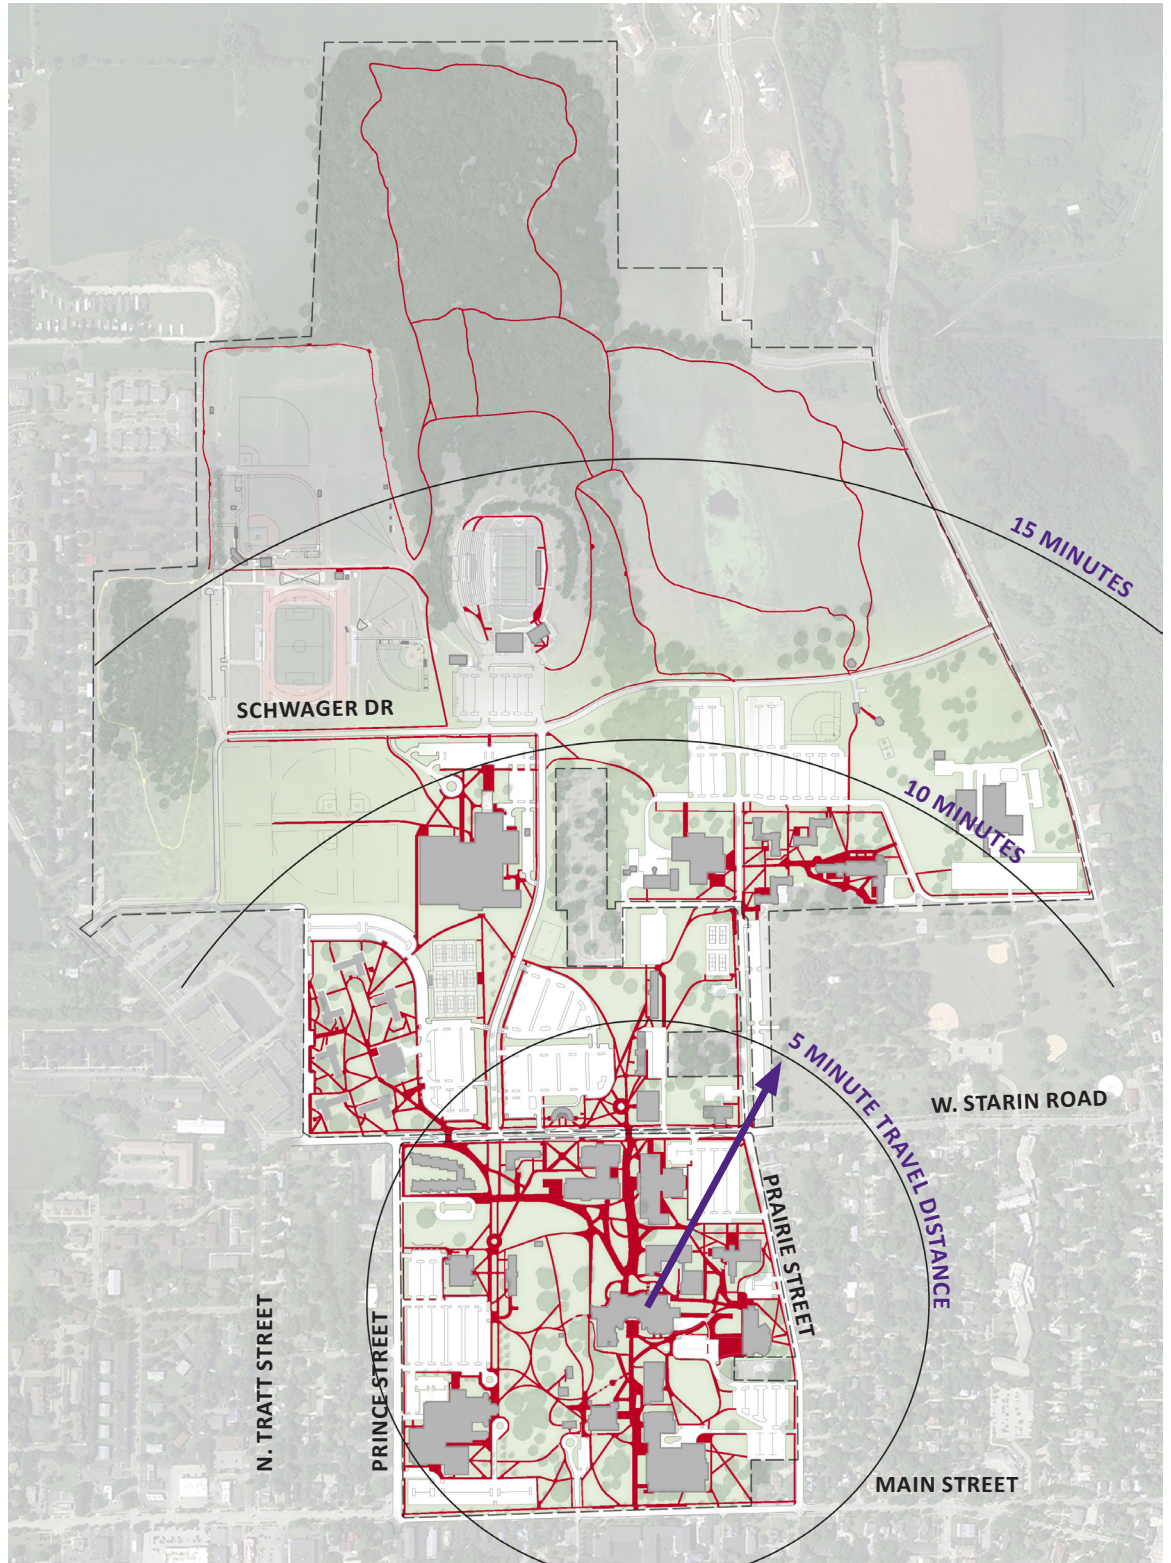 15 MINUTES
SCHWAGER DR
10 MINUTES
5 MINUTE TRAVEL DISTANCE
W. STARIN ROAD
PRAIRIE STREET
N. TRATT STREET
PRINCE STREET
MAIN STREET